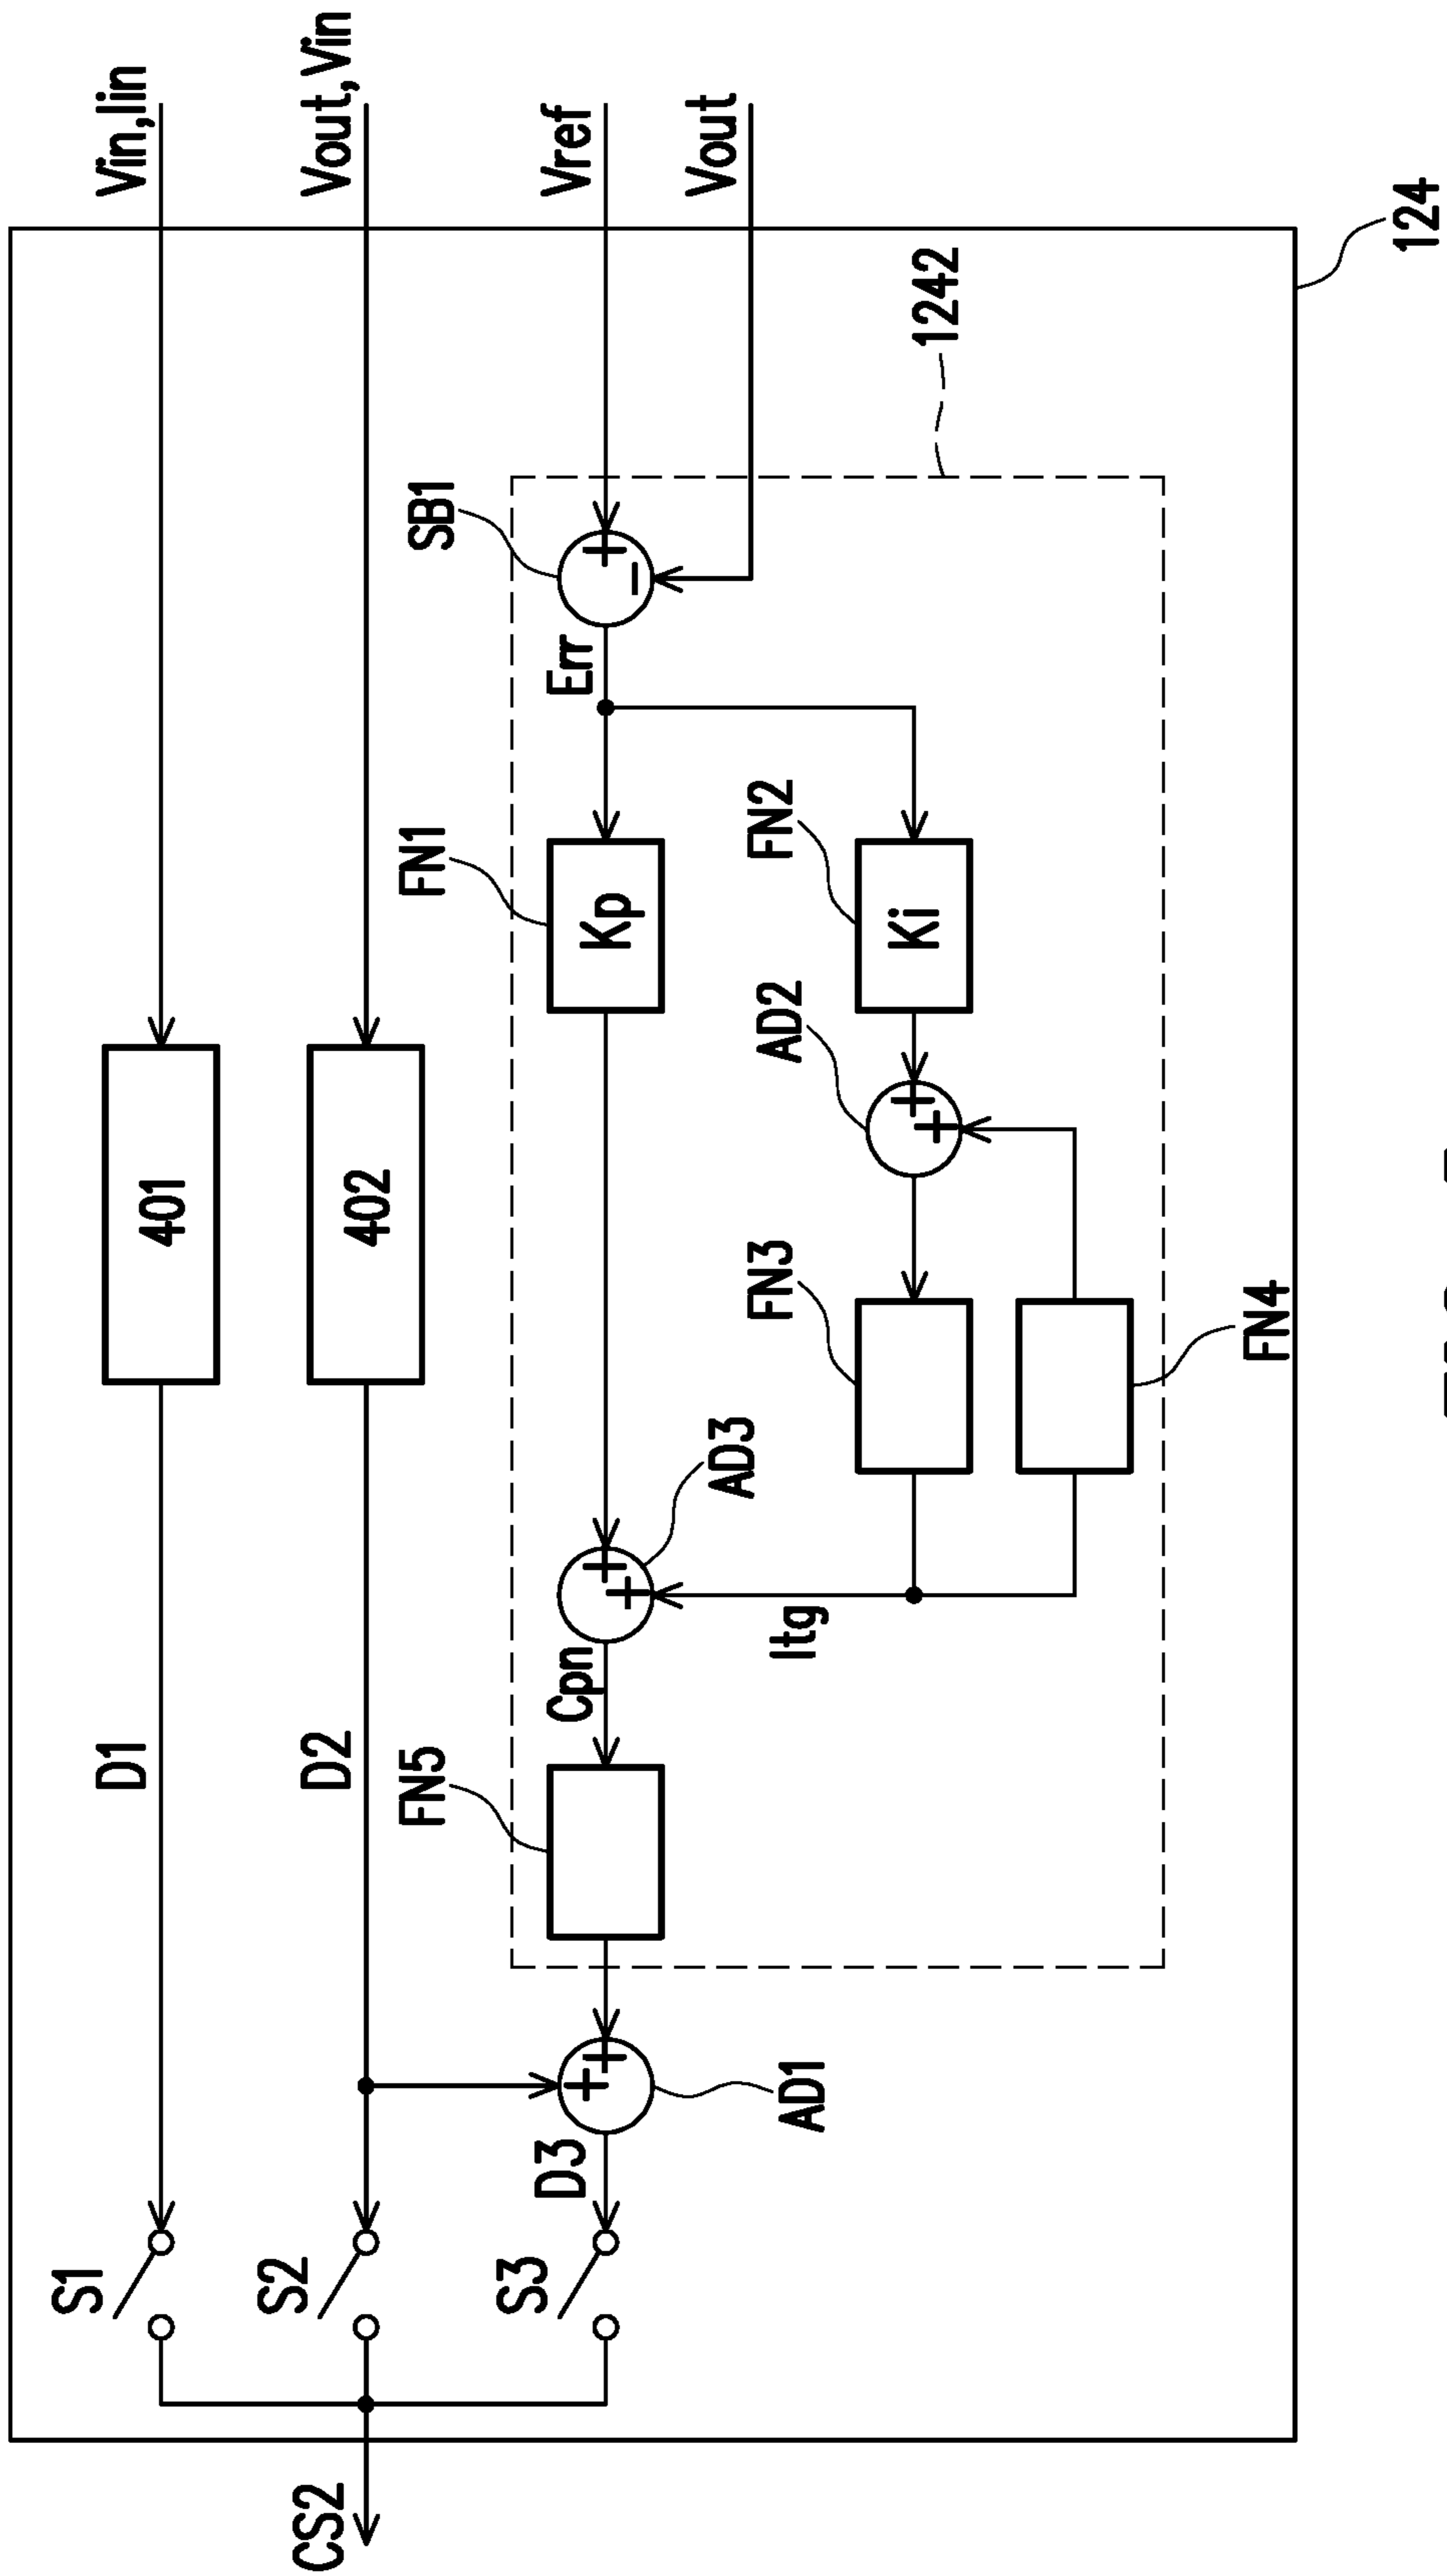 Vin,Iin
Vout,Vin
Vref
Vout
124
1242
SB1
Err
FN1
Kp
FN2
Ki
AD2
401
402
FN3
FN4
AD3
Itg
Cpn
FN5
D1
D2
AD1
D3
S1
S2
S3
CS2